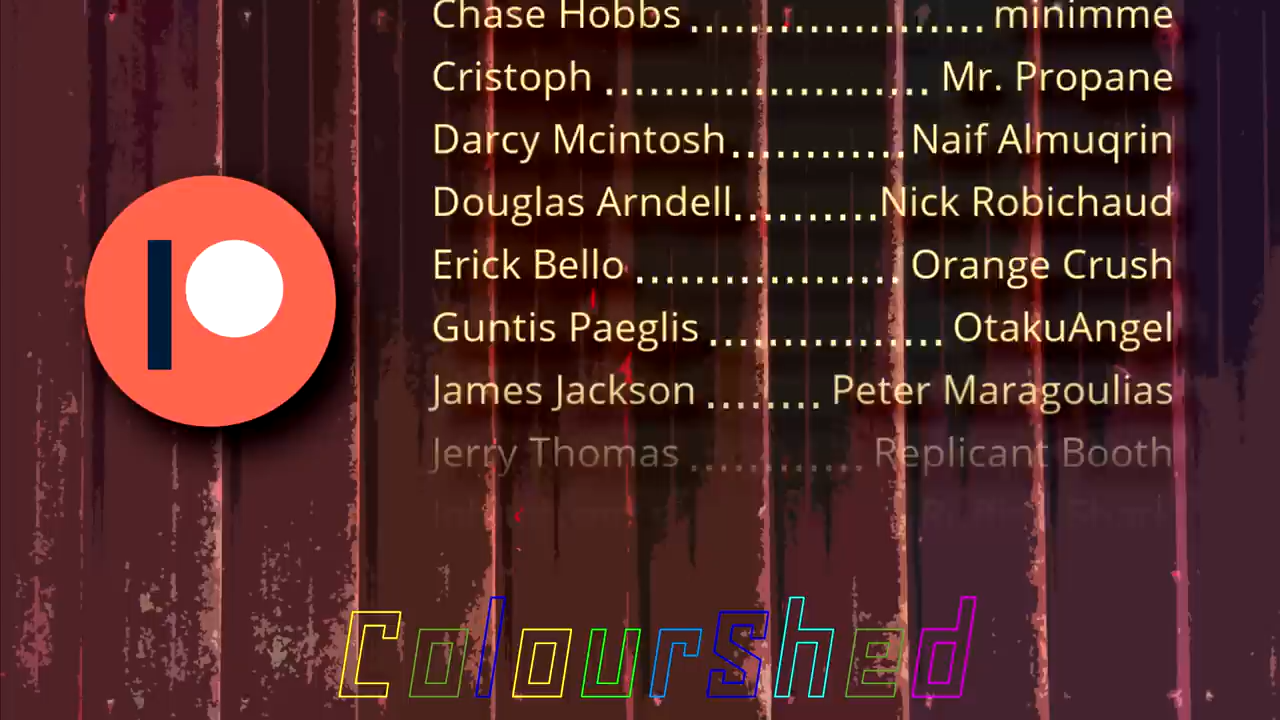 Chase Hobbs .................... minimme
Cristoph ...................... Mr. Propane
Darcy Mcintosh............Naif Almuqrin
Douglas Arndell..........Nick Robichaud
Erick Bello .................. Orange Crush
Guntis Paeglis ................ OtakuAngel
James Jackson ........ Peter Maragoulias
Jerry Thomas ............ Replicant Booth
ColourShed